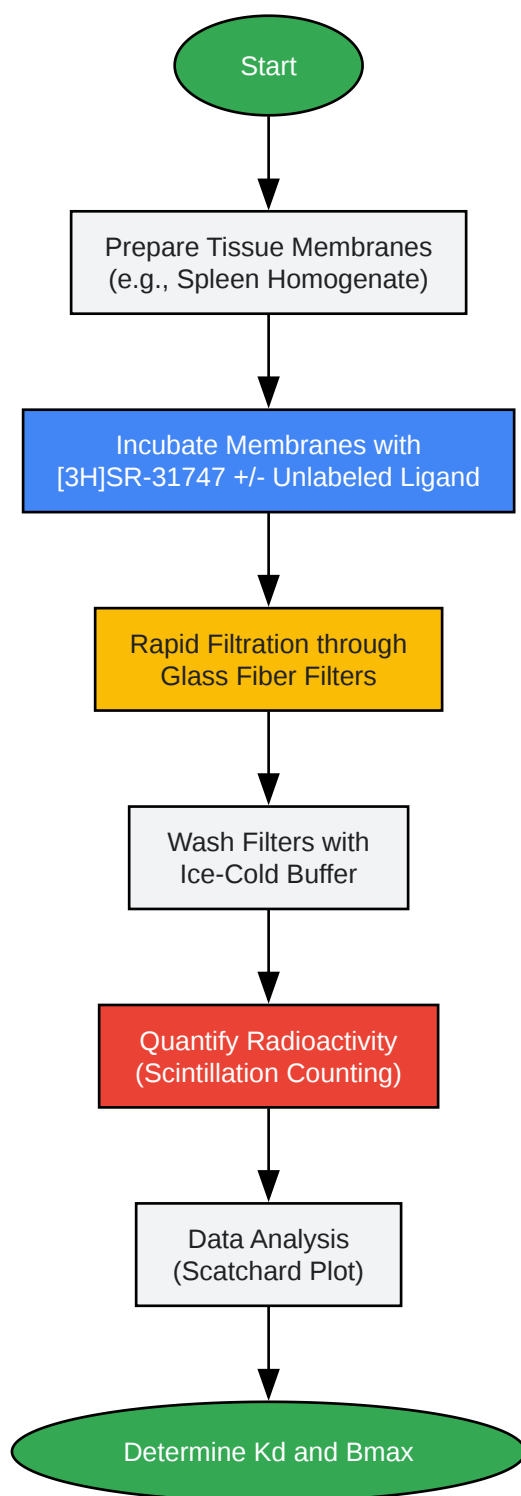 Start
Prepare Tissue Membranes
(e.g., Spleen Homogenate)
Incubate Membranes with
[3H]SR-31747 +/- Unlabeled Ligand
Rapid Filtration through
Glass Fiber Filters
Wash Filters with
Ice-Cold Buffer
Quantify Radioactivity
(Scintillation Counting)
Data Analysis
(Scatchard Plot)
Determine Kd and Bmax